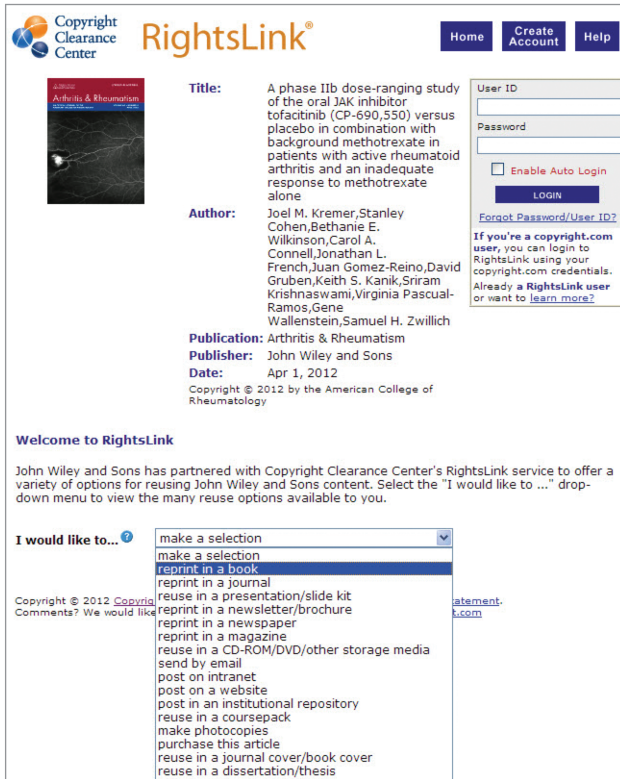 Copyright
Clearance
Center
RightsLink®
Home
Create
Account
Help
Arthritis & Rheumatism
Title:
A phase IIb dose-ranging study
of the oral JAK inhibitor
tofacitinib (CP-690,550) versus
placebo in combination with
background methotrexate in
patients with active rheumatoid
arthritis and an inadequate
response to methotrexate
alone
Author:
Joel M. Kremer,Stanley
Cohen,Bethanie E.
Wilkinson,Carol A.
Connell,Jonathan L.
French,Juan Gomez-Reino,David
Gruben,Keith S. Kanik,Sriram
Krishnaswami,Virginia Pascual-
Ramos,Gene
Wallenstein,Samuel H. Zwillich
Publication: Arthritis & Rheumatism
Publisher: John Wiley and Sons
Date: Apr 1, 2012
Copyright © 2012 by the American College of
Rheumatology
User ID
Password
Enable Auto Login
LOGIN
Forgot Password/User ID?
If you're a copyright.com
user, you can login to
RightsLink using your
copyright.com credentials.
Already a RightsLink user
or want to learn more?
Welcome to RightsLink
John Wiley and Sons has partnered with Copyright Clearance Center's RightsLink service to offer a
variety of options for reusing John Wiley and Sons content. Select the "I would like to ..." drop-
down menu to view the many reuse options available to you.
I would like to...?
make a selection
make a selection
reprint in a book
reprint in a journal
reuse in a presentation/slide kit
reprint in a newsletter/brochure
reprint in a newspaper
reprint in a magazine
reuse in a CD-ROM/DVD/other storage media
send by email
post on intranet
post on a website
post in an institutional repository
reuse in a coursepack
make photocopies
purchase this article
reuse in a journal cover/book cover
reuse in a dissertation/thesis
Copyright © 2012 Copyrig
atement.
Comments? We would like
t.com